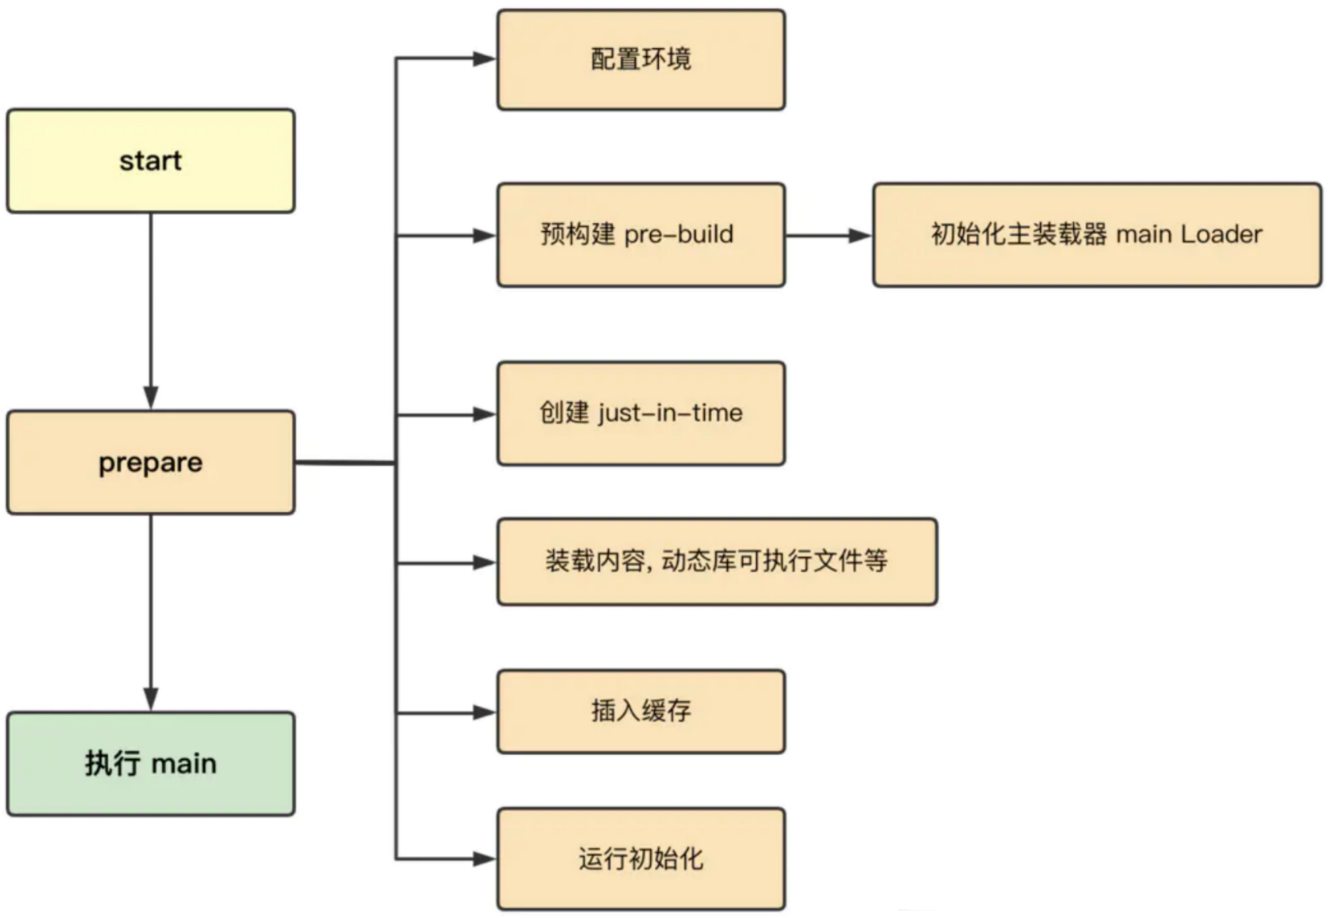 start
prepare
执行 main
配置环境
预构建 pre-build
初始化主装载器 main Loader
创建 just-in-time
装载内容, 动态库可执行文件等
插入缓存
运行初始化